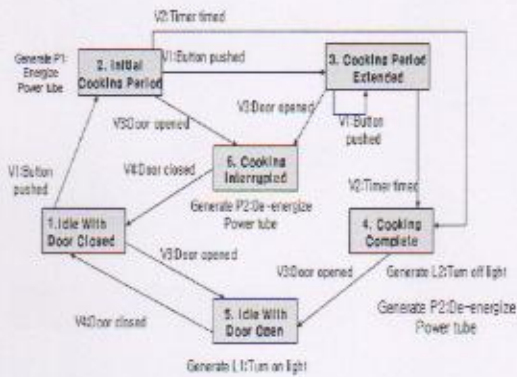 V2:Timer timed
Generate P1:
Energize
Power tube
2. Initial
Cooking Period
V1:Button pushed
3. Cooking Period
Extended
V3:Door opened
V3:Door opened
V1:Button
pushed
V4:Door closed
6. Cooking
Interrupted
V1:Button
pushed
Generate P2:De-energize
Power tube
V2:Timer timed
1.Idle With
Door Closed
4. Cooking
Complete
V3:Door opened
V3:Door opened
Generate L2:Turn off light
V4:Door closed
5. Idle With
Door Open
Generate P2:De-energize
Power tube
Generate L1:Turn on light